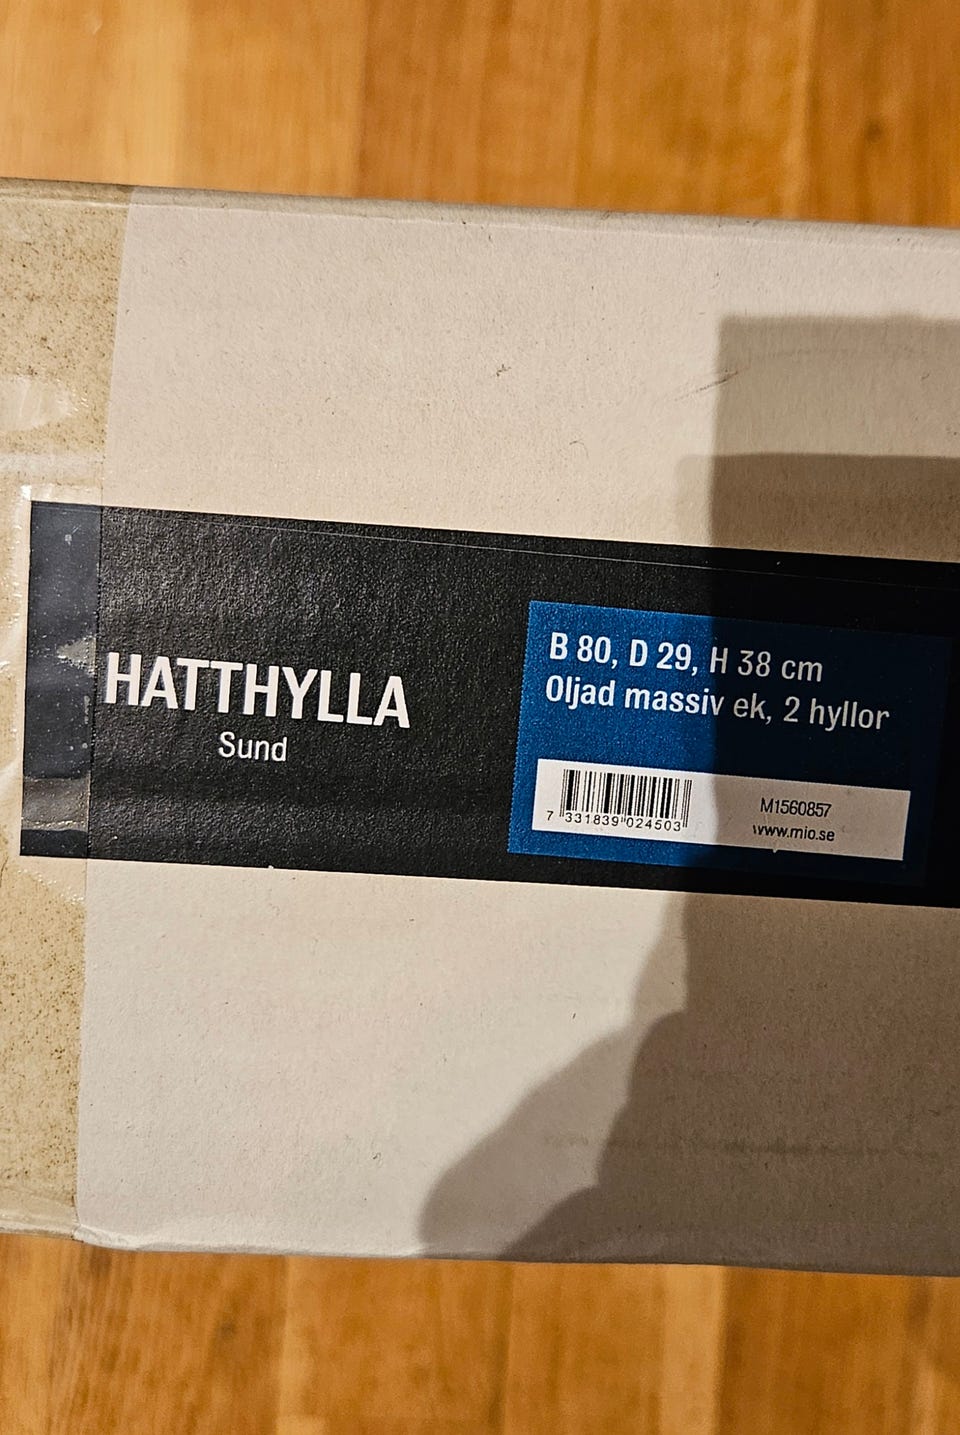 HATTHYLLA
Sund
B 80, D 29, H 38 cm
Oljad massiv ek, 2 hyllor
7 331839 024503
M1560857
www.mio.se